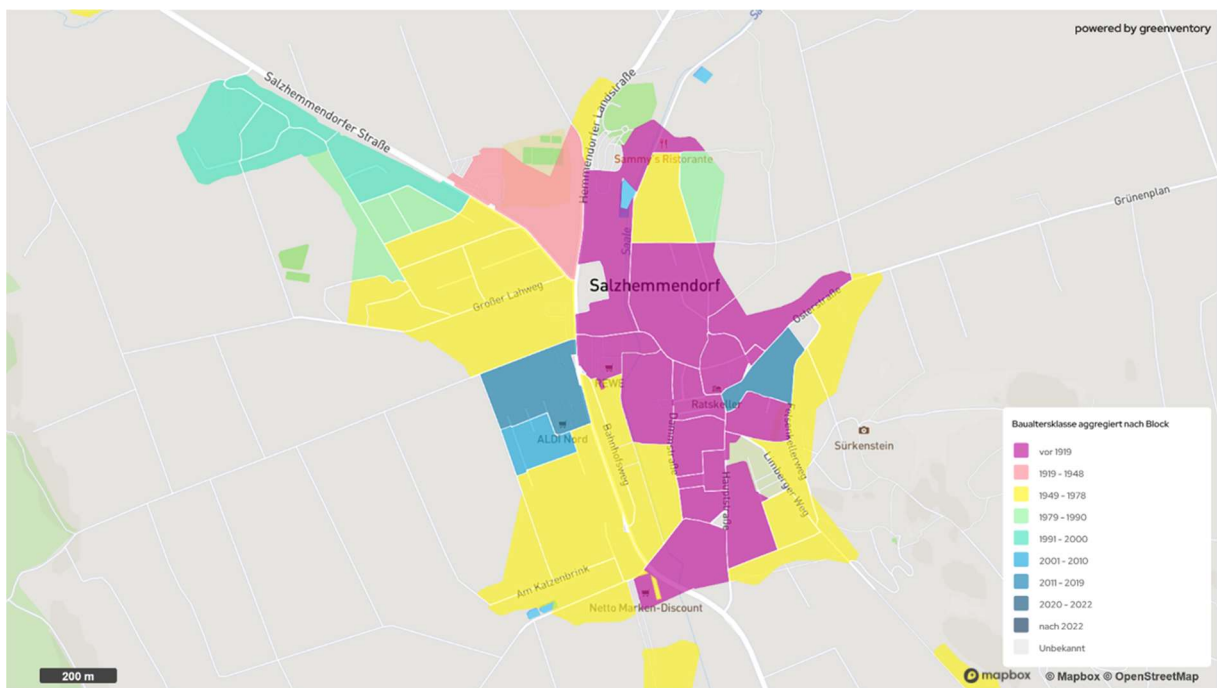 powered by greenventory
Salzhemmendorfer Straße
Hemmendorfer Landstraße
Sammy's Ristorante
Grünenplan
Saale
Salzhemmendorf
Großer Lahweg
Osterstraße
REWE
Ratskeller
ALDI Nord
Bahnhofsweg
Dammstraße
Felsenkellerweg
Sürkenstein
Limberger Weg
Hauptstraße
Am Katzenbrink
Netto Marken-Discount
Baualtersklasse aggregiert nach Block
vor 1919
1919 - 1948
1949 - 1978
1979 - 1990
1991 - 2000
2001 - 2010
2011 - 2019
2020 - 2022
nach 2022
Unbekannt
200 m
mapbox
© Mapbox © OpenStreetMap